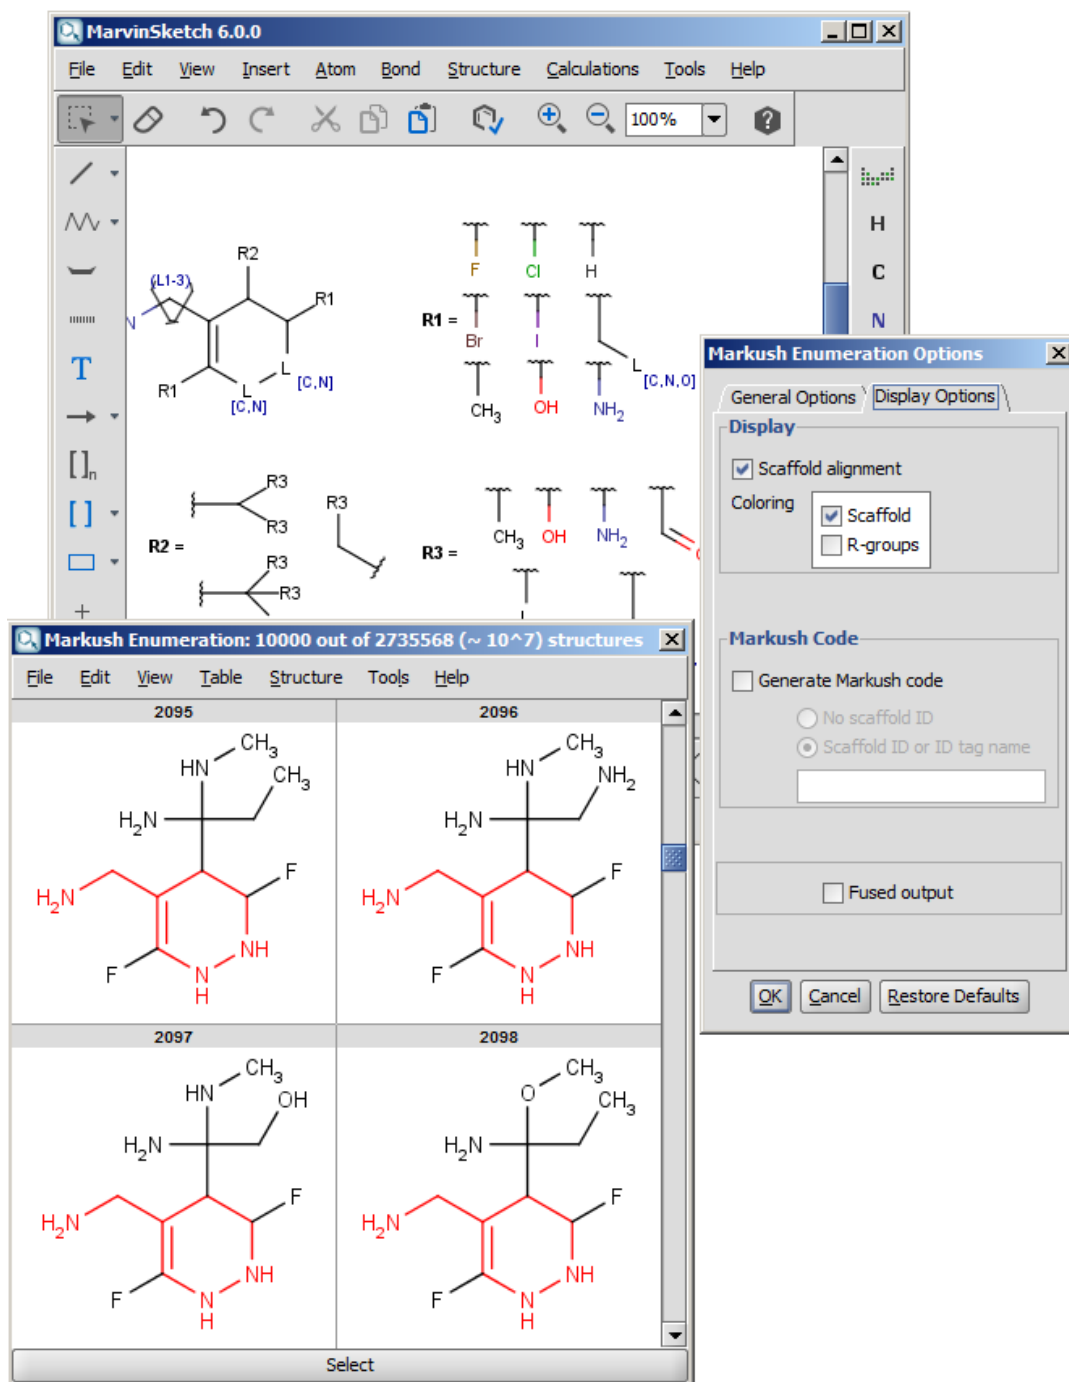 MarvinSketch 6.0.0
File Edit View Insert Atom Bond Structure Calculations Tools Help
100% ?
H
C
N
T
[ ]n
[ ]
(L1-3)
N
R2
R1
R1
L
L
[C,N]
[C,N]
R1 =
F Cl H
Br I
L
[C,N,O]
CH3 OH NH2
R2 =
R3
R3
R3
R3
R3
R3 =
CH3 OH NH2
Markush Enumeration Options
General Options Display Options
Display
Scaffold alignment
Coloring
Scaffold
R-groups
Markush Code
Generate Markush code
No scaffold ID
Scaffold ID or ID tag name
Fused output
OK Cancel Restore Defaults
Markush Enumeration: 10000 out of 2735568 (~ 10^7) structures
File Edit View Table Structure Tools Help
2095 2096
CH3
HN
CH3
H2N
F
H2N
NH
F
N
H
CH3
HN
NH2
H2N
F
H2N
NH
F
N
H
2097 2098
CH3
HN
OH
H2N
F
H2N
NH
F
N
H
CH3
O
CH3
H2N
F
H2N
NH
F
N
H
Select